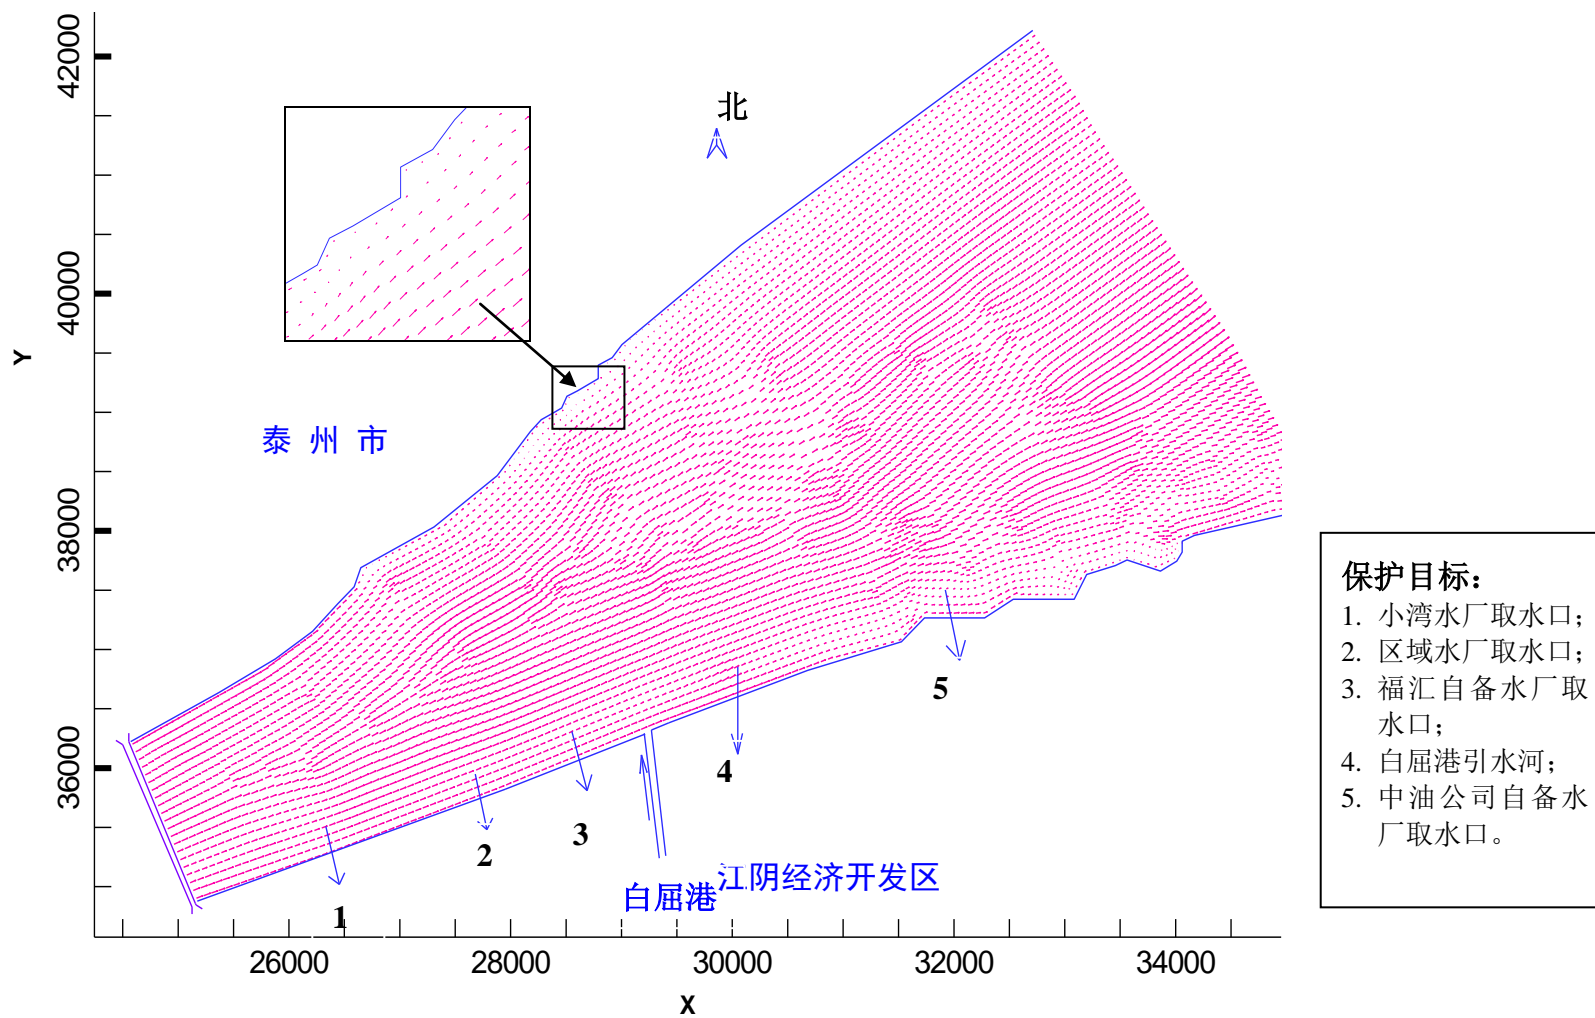 42000
40000
38000
36000
Y
北
泰 州 市
1
2
3
4
5
白屈港
江阴经济开发区
26000
28000
30000
32000
34000
X
保护目标：
1. 小湾水厂取水口；
2. 区域水厂取水口；
3. 福汇自备水厂取
水口；
4. 白屈港引水河；
5. 中油公司自备水
厂取水口。